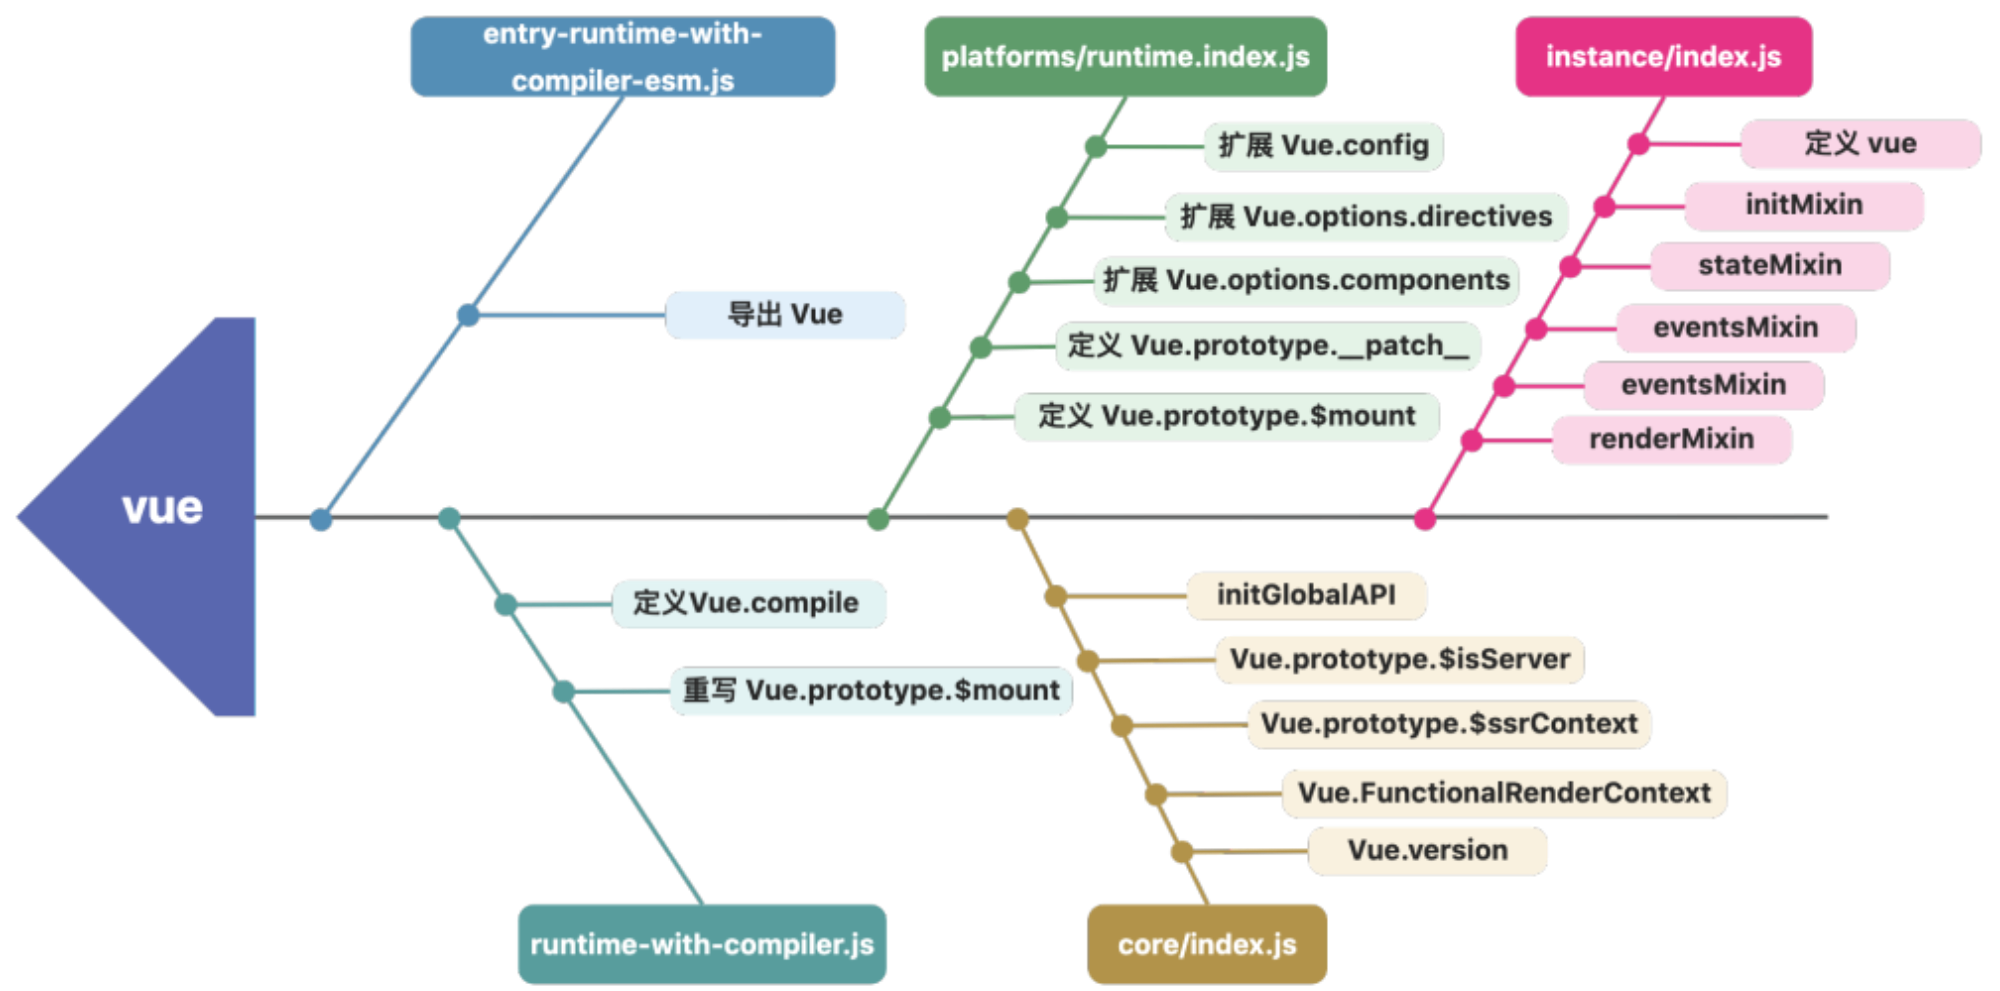 entry-runtime-with-
compiler-esm.js
导出 Vue
platforms/runtime.index.js
扩展 Vue.config
扩展 Vue.options.directives
扩展 Vue.options.components
定义 Vue.prototype.__patch__
定义 Vue.prototype.$mount
instance/index.js
定义 vue
initMixin
stateMixin
eventsMixin
eventsMixin
renderMixin
vue
定义Vue.compile
重写 Vue.prototype.$mount
runtime-with-compiler.js
initGlobalAPI
Vue.prototype.$isServer
Vue.prototype.$ssrContext
Vue.FunctionalRenderContext
Vue.version
core/index.js